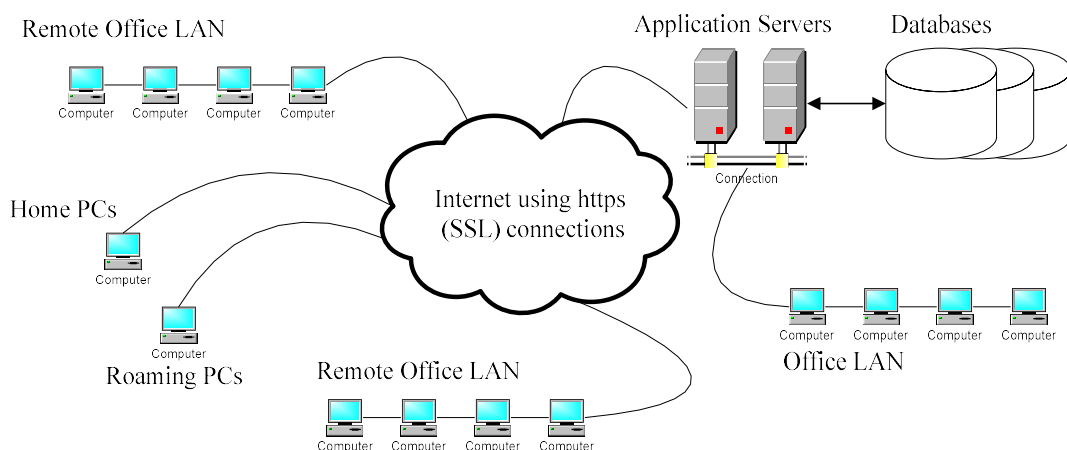 Remote Office LAN
Application Servers
Databases
Computer
Computer
Computer
Computer
Connection
Internet using https
(SSL) connections
Home PCs
Computer
Computer
Roaming PCs
Computer
Computer
Computer
Computer
Office LAN
Remote Office LAN
Computer
Computer
Computer
Computer